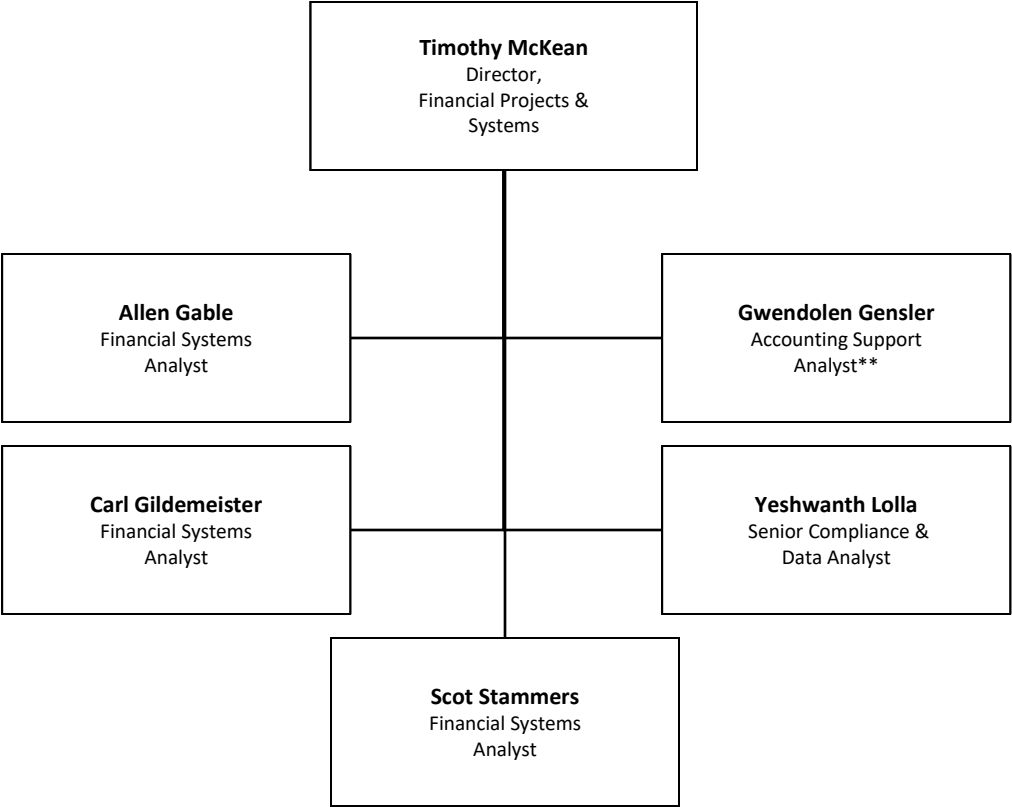 Timothy McKean
Director,
Financial Projects &
Systems
Allen Gable
Financial Systems
Analyst
Gwendolen Gensler
Accounting Support
Analyst**
Carl Gildemeister
Financial Systems
Analyst
Yeshwanth Lolla
Senior Compliance &
Data Analyst
Scot Stammers
Financial Systems
Analyst